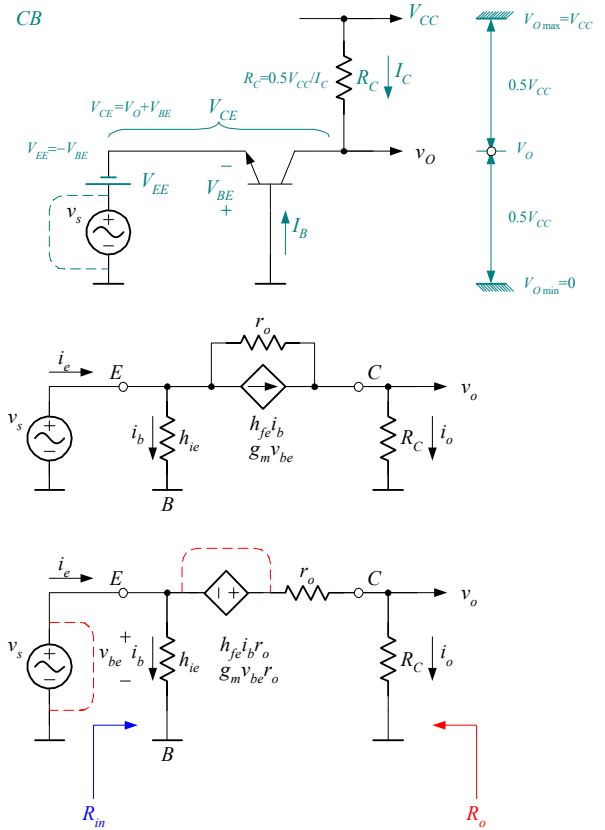 CB
V_CC
V_O max=V_CC
R_C=0.5V_CC/I_C
R_C
I_C
0.5V_CC
V_CE=V_O+V_BE
V_CE
V_EE=−V_BE
−
v_O
V_O
V_EE
V_BE
+
v_s
+
−
I_B
0.5V_CC
V_O min=0
r_o
i_e
E
C
v_o
v_s
+
−
i_b
h_ie
h_fe i_b
g_m v_be
R_C
i_o
B
i_e
E
r_o
C
v_o
− +
v_s
+
−
+
v_be
−
i_b
h_ie
h_fe i_b r_o
g_m v_be r_o
R_C
i_o
B
R_in
R_o